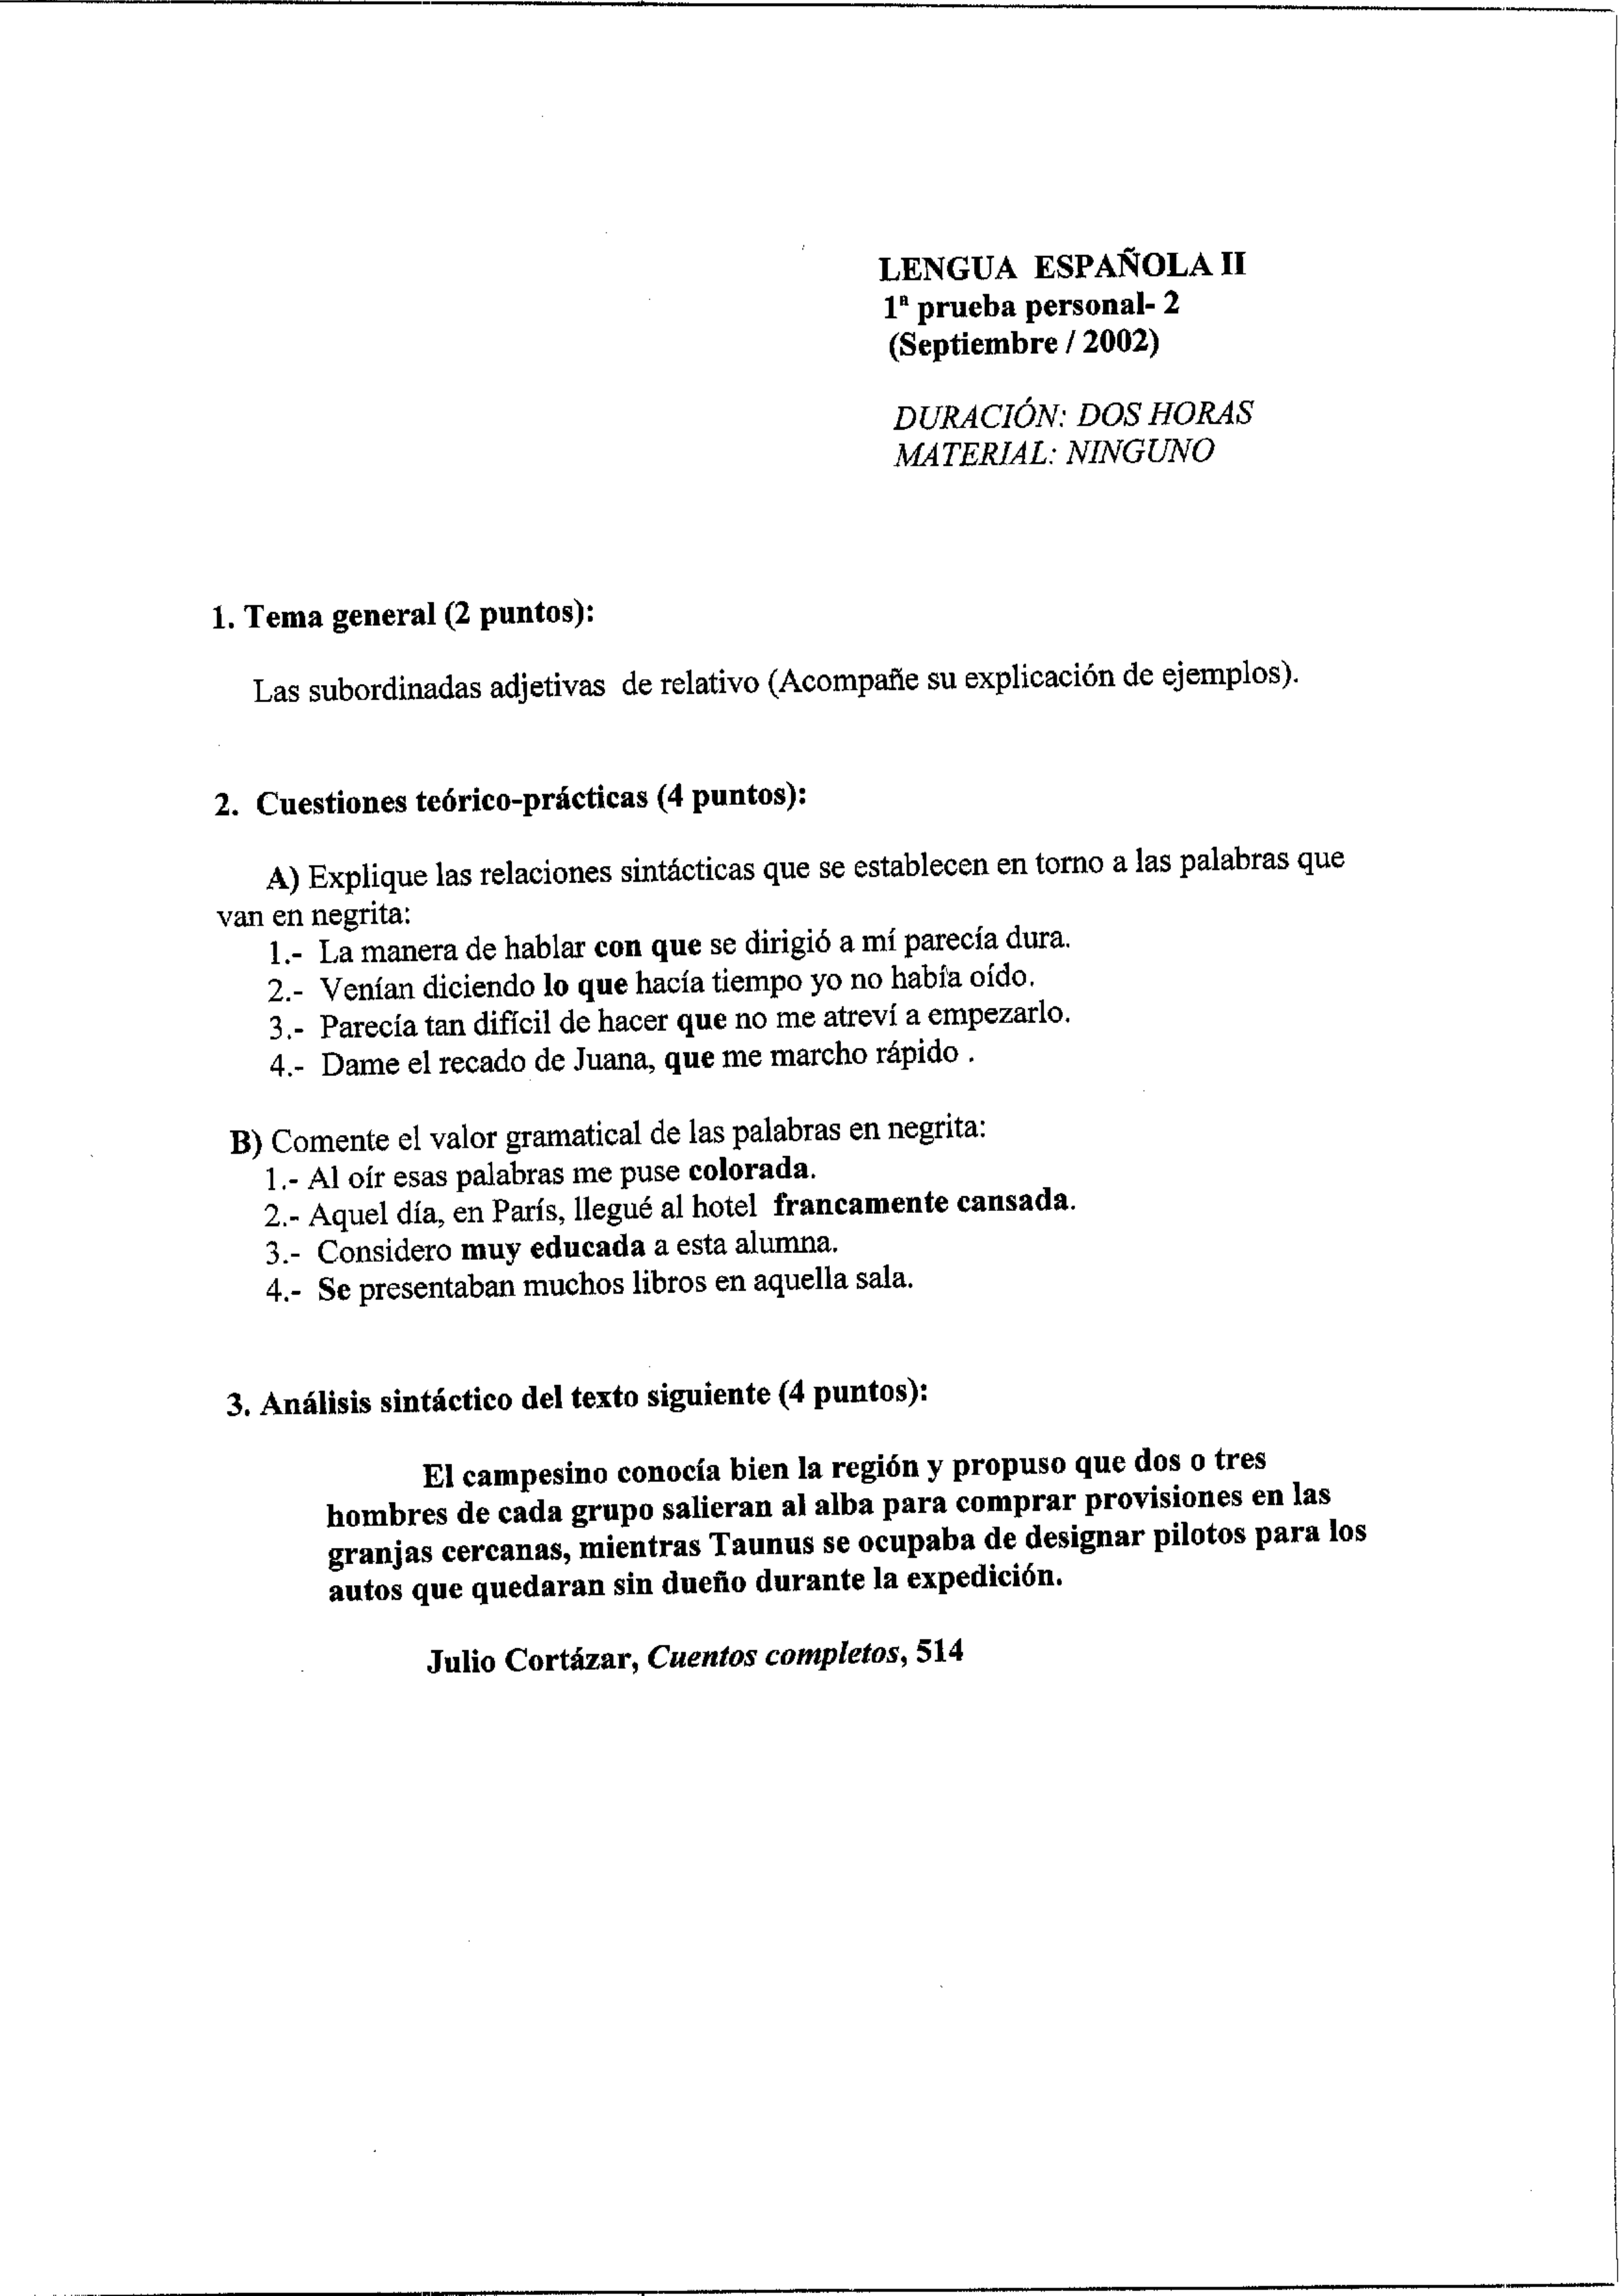 LENGUA ESPAÑOLA II
1ª prueba personal- 2
(Septiembre / 2002)
DURACIÓN: DOS HORAS
MATERIAL: NINGUNO
1. Tema general (2 puntos):
Las subordinadas adjetivas de relativo (Acompañe su explicación de ejemplos).
2. Cuestiones teórico-prácticas (4 puntos):
A) Explique las relaciones sintácticas que se establecen en torno a las palabras que
van en negrita:
1.- La manera de hablar con que se dirigió a mí parecía dura.
2.- Venían diciendo lo que hacía tiempo yo no había oído.
3.- Parecía tan difícil de hacer que no me atreví a empezarlo.
4.- Dame el recado de Juana, que me marcho rápido .
B) Comente el valor gramatical de las palabras en negrita:
1.- Al oír esas palabras me puse colorada.
2.- Aquel día, en París, llegué al hotel francamente cansada.
3.- Considero muy educada a esta alumna.
4.- Se presentaban muchos libros en aquella sala.
3. Análisis sintáctico del texto siguiente (4 puntos):
El campesino conocía bien la región y propuso que dos o tres
hombres de cada grupo salieran al alba para comprar provisiones en las
granjas cercanas, mientras Taunus se ocupaba de designar pilotos para los
autos que quedaran sin dueño durante la expedición.
Julio Cortázar, Cuentos completos, 514